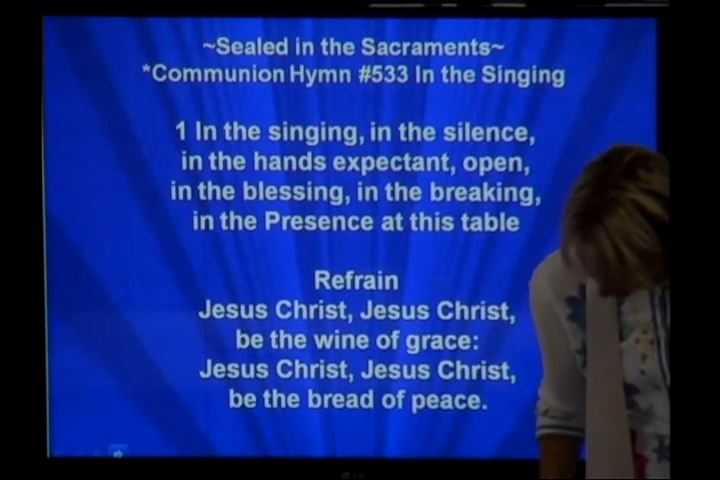 ~Sealed in the Sacraments~
*Communion Hymn #533 In the Singing
1 In the singing, in the silence,
in the hands expectant, open,
in the blessing, in the breaking,
in the Presence at this table
Refrain
Jesus Christ, Jesus Christ,
be the wine of grace:
Jesus Christ, Jesus Christ,
be the bread of peace.